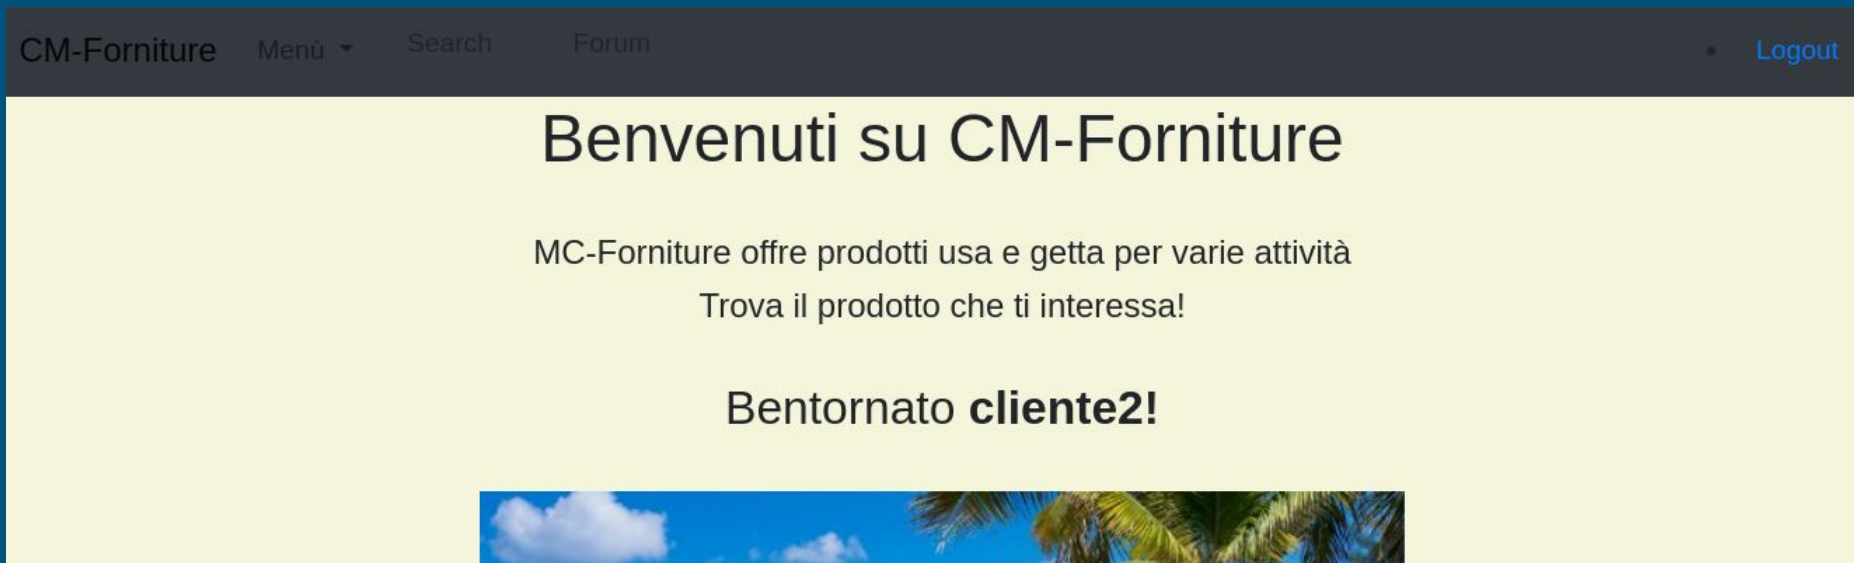 CM-Forniture Menù Search Forum • Logout
Benvenuti su CM-Forniture
MC-Forniture offre prodotti usa e getta per varie attività
Trova il prodotto che ti interessa!
Bentornato cliente2!